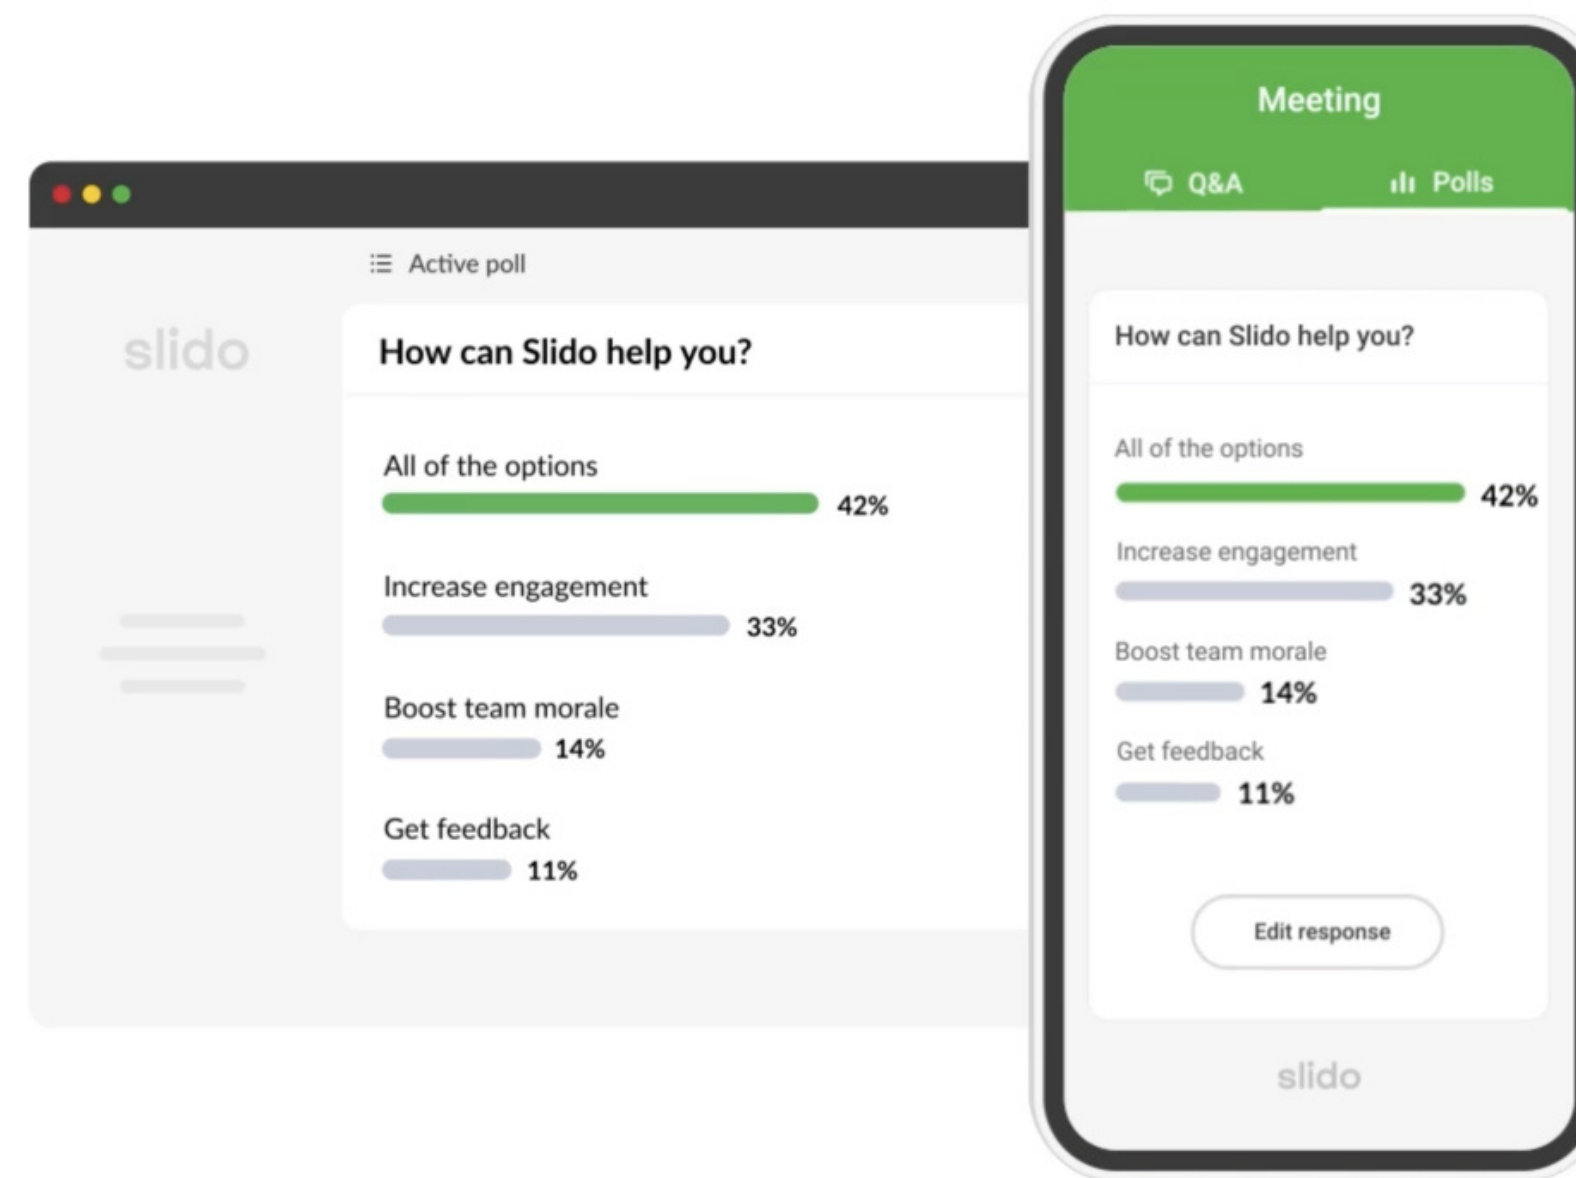 Active poll
slido
How can Slido help you?
All of the options
42%
Increase engagement
33%
Boost team morale
14%
Get feedback
11%
Meeting
Q&A
Polls
How can Slido help you?
All of the options
42%
Increase engagement
33%
Boost team morale
14%
Get feedback
11%
Edit response
slido